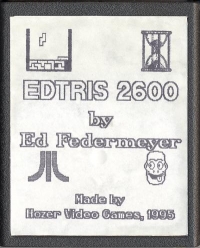 EDTRIS 2600
by
Ed Federmeyer
Made by
Hozer Video Games, 1995